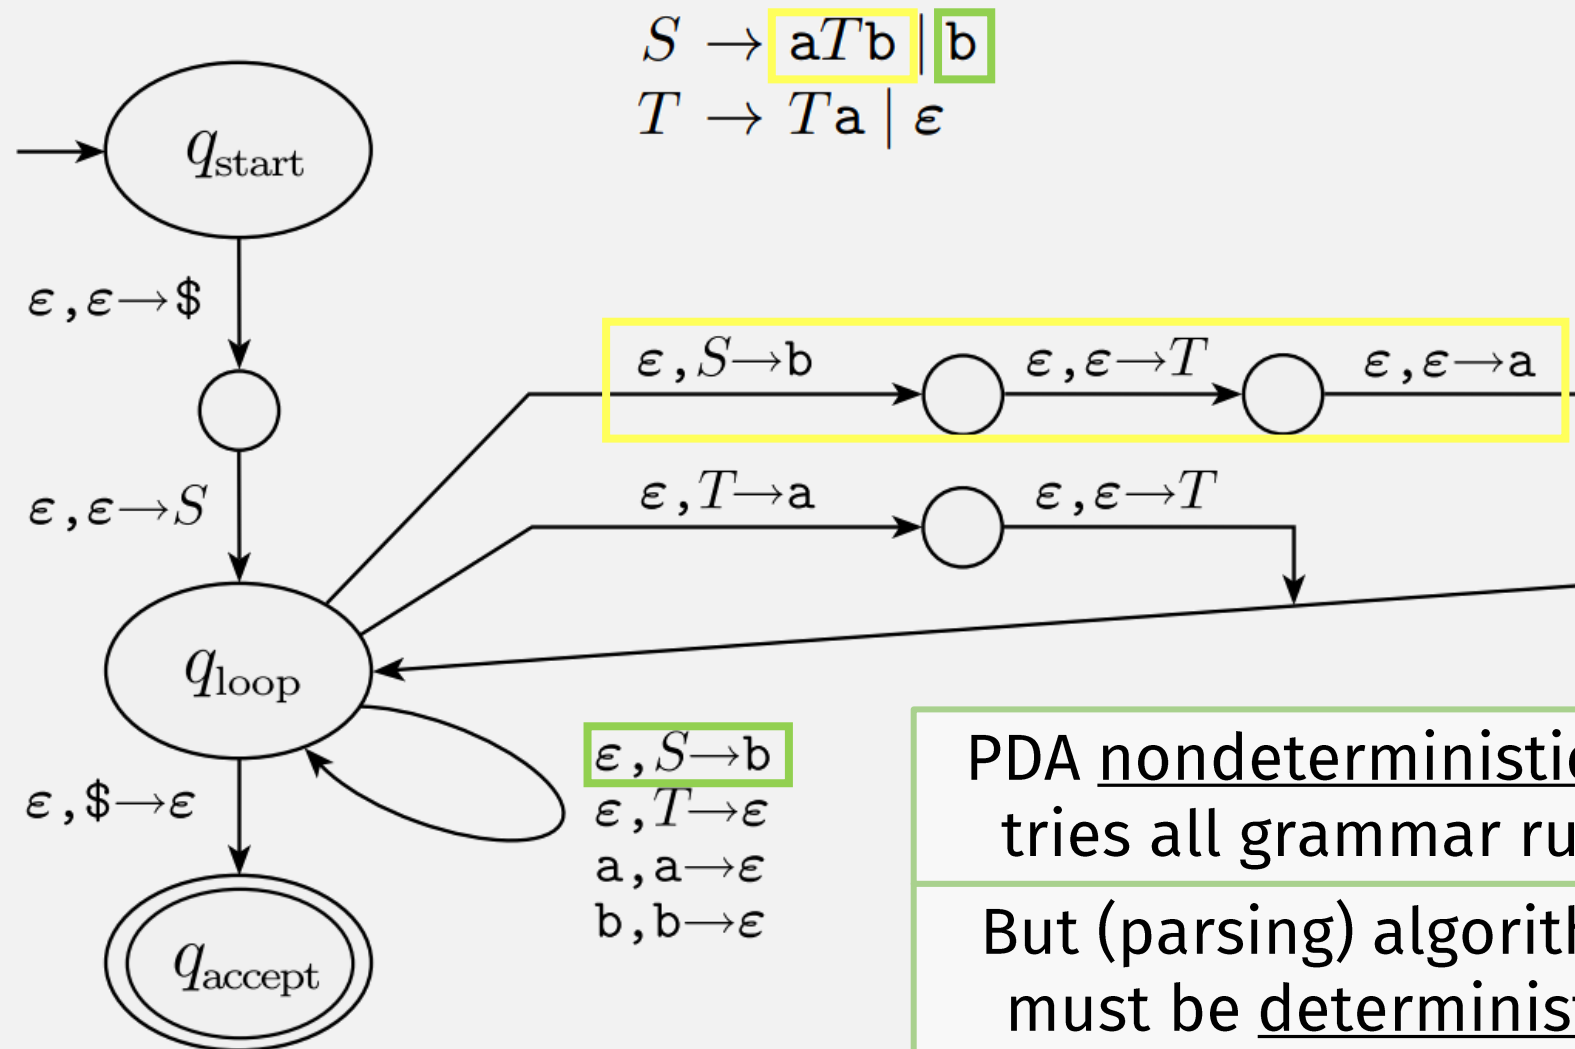 S → aTb | b
T → Ta | ε
q_start
ε,ε→$
ε,S→b
ε,ε→T
ε,ε→a
ε,T→a
ε,ε→T
ε,ε→S
q_loop
ε,S→b
ε,T→ε
a,a→ε
b,b→ε
ε,$→ε
q_accept
PDA
tries all grammar
But (parsing)
must be